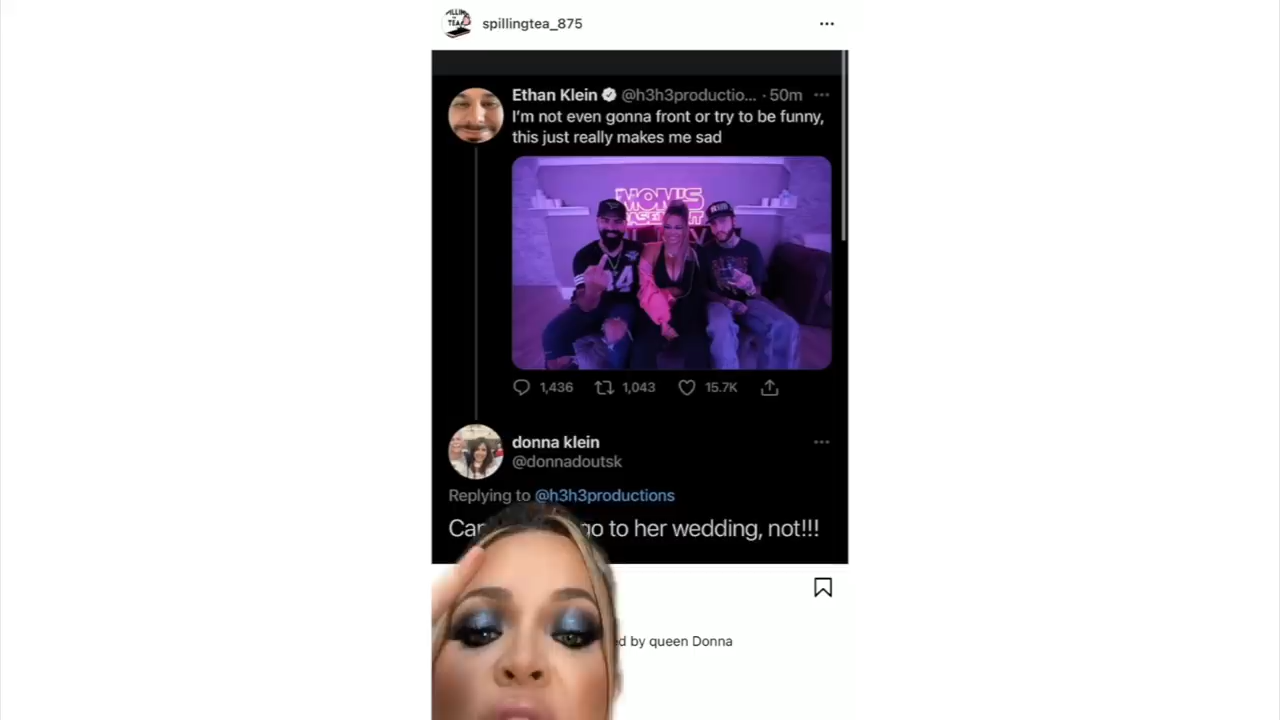 spillingtea_875
Ethan Klein @h3h3productio... · 50m
I'm not even gonna front or try to be funny,
this just really makes me sad
MOM'S
1,436 1,043 15.7K
donna klein
@donnadoutsk
Replying to @h3h3productions
go to her wedding, not!!!
by queen Donna